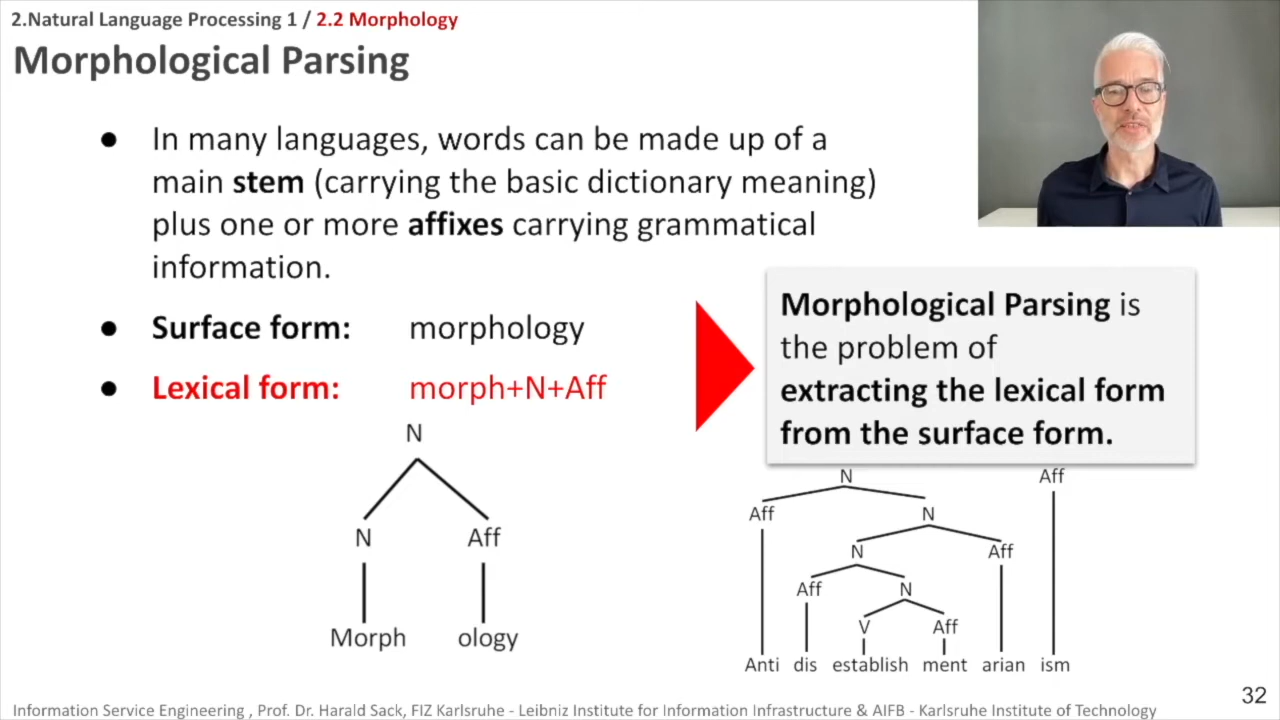 2.Natural Language Processing 1 / 2.2 Morphology
Morphological Parsing
● In many languages, words can be made up of a
main stem (carrying the basic dictionary meaning)
plus one or more affixes carrying grammatical
information.
● Surface form: morphology
● Lexical form: morph+N+Aff
Morphological Parsing is
the problem of
extracting the lexical form
from the surface form.
N
N Aff
Morph ology
N Aff
Aff N
N Aff
Aff N
V Aff
Anti dis establish ment arian ism
32
Information Service Engineering , Prof. Dr. Harald Sack, FIZ Karlsruhe - Leibniz Institute for Information Infrastructure & AIFB - Karlsruhe Institute of Technology